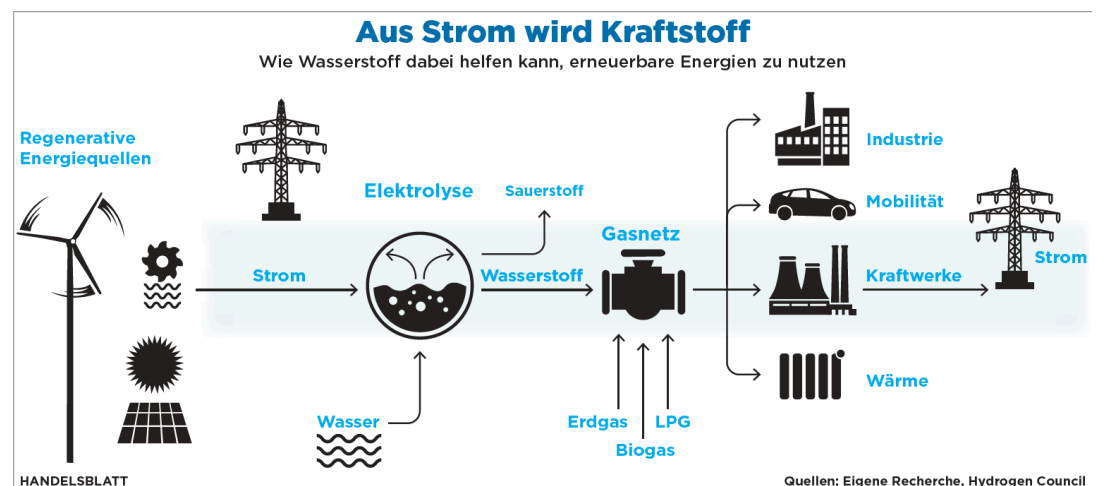 Aus Strom wird Kraftstoff
Wie Wasserstoff dabei helfen kann, erneuerbare Energien zu nutzen
Regenerative
Energiequellen
Strom
Elektrolyse
Sauerstoff
Wasser
Wasserstoff
Gasnetz
Erdgas
Biogas
LPG
Industrie
Mobilität
Kraftwerke
Wärme
Strom
HANDELSBLATT
Quellen: Eigene Recherche, Hydrogen Council